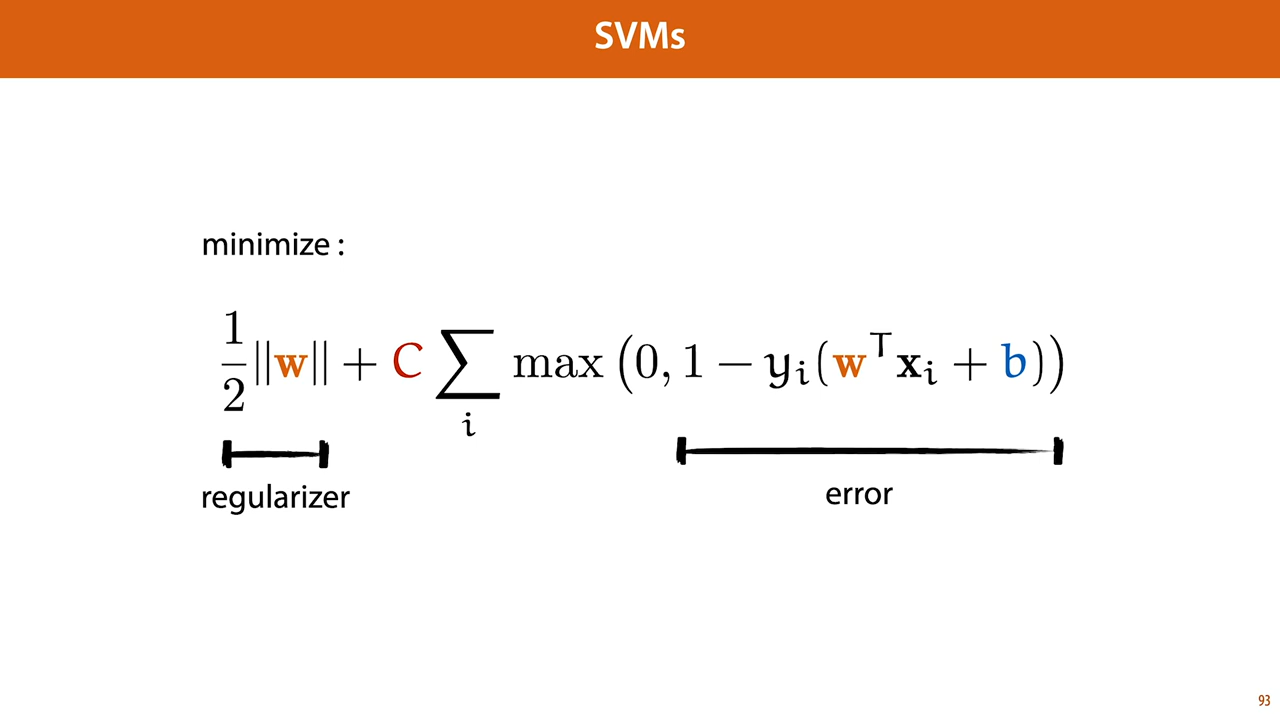 SVMs
minimize :
1/2 ||w|| + C ∑_i max (0, 1 − y_i(w^T x_i + b))
regularizer
error
93